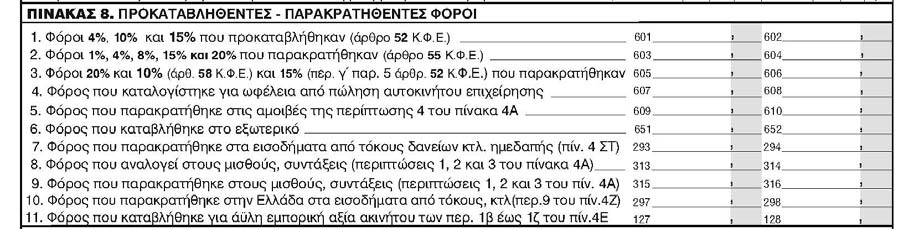 ΠΙΝΑΚΑΣ 8. ΠΡΟΚΑΤΑΒΛΗΘΕΝΤΕΣ - ΠΑΡΑΚΡΑΤΗΘΕΝΤΕΣ ΦΟΡΟΙ
1. Φόροι 4%, 10% και 15% που προκαταβλήθηκαν (άρθρο 52 Κ.Φ.Ε.) 601 , 602 ,
2. Φόροι 1%, 4%, 8%, 15% και 20% που παρακρατήθηκαν (άρθρο 55 Κ.Φ.Ε.) 603 , 604 ,
3. Φόροι 20% και 10% (άρθ. 58 Κ.Φ.Ε.) και 15% (περ. γ΄ παρ. 5 άρθρ. 52 Κ.Φ.Ε.) που παρακρατήθηκαν 605 , 606 ,
4. Φόρος που καταλογίστηκε για ωφέλεια από πώληση αυτοκινήτου επιχείρησης 607 , 608 ,
5. Φόρος που παρακρατήθηκε στις αμοιβές της περίπτωσης 4 του πίνακα 4Α 609 , 610 ,
6. Φόρος που καταβλήθηκε στο εξωτερικό 651 , 652 ,
7. Φόρος που παρακρατήθηκε στα εισοδήματα από τόκους δανείων κτλ. ημεδαπής (πίν. 4 ΣΤ) 293 , 294 ,
8. Φόρος που αναλογεί στους μισθούς, συντάξεις (περιπτώσεις 1, 2 και 3 του πίνακα 4Α) 313 , 314 ,
9. Φόρος που παρακρατήθηκε στους μισθούς, συντάξεις (περιπτώσεις 1, 2 και 3 του πίν. 4Α) 315 , 316 ,
10. Φόρος που παρακρατήθηκε στην Ελλάδα στα εισοδήματα από τόκους, κτλ(περ.9 του πίν.4Ζ) 297 , 298 ,
11. Φόρος που καταβλήθηκε για άϋλη εμπορική αξία ακινήτου των περ. 1β έως 1ζ του πίν.4Ε 127 , 128 ,